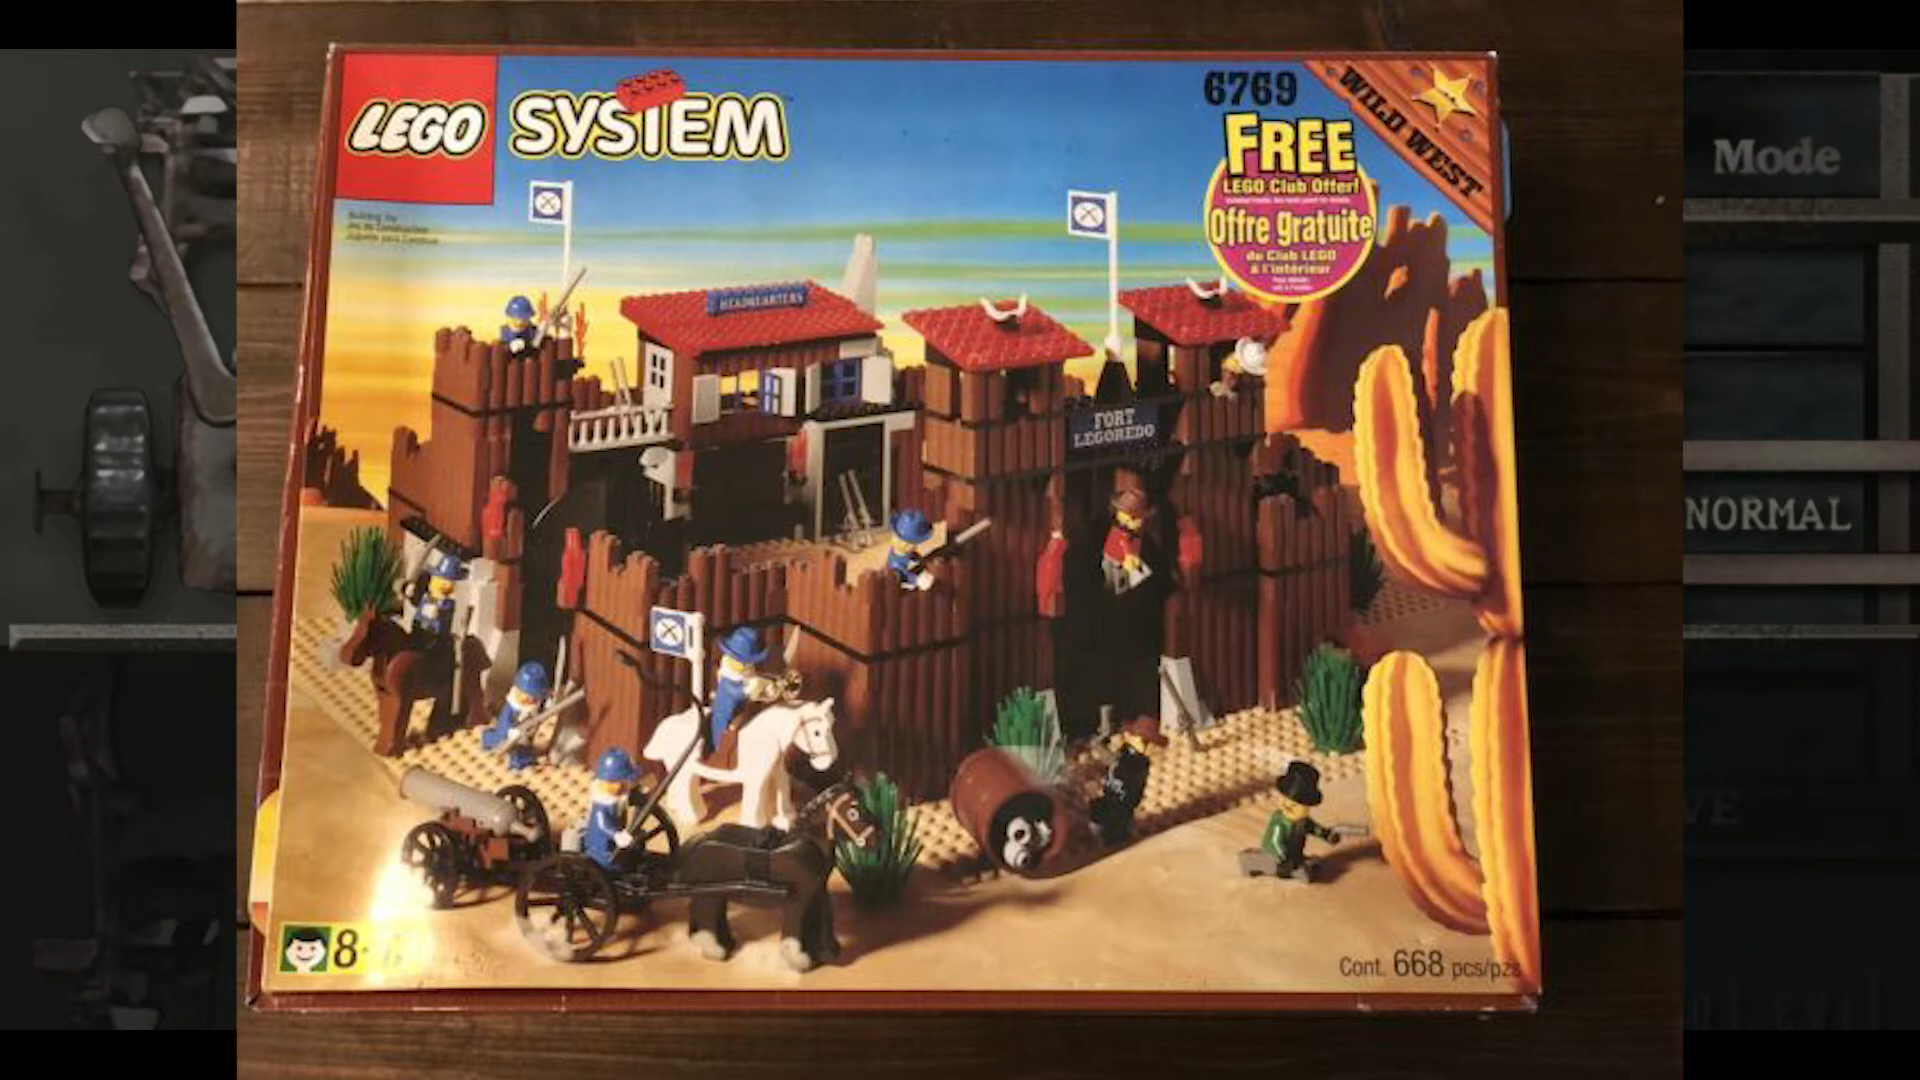 LEGO SYSTEM
6769
WILD WEST
FREE
LEGO Club Offer!
Offre gratuite
du Club LEGO
à l'intérieur
HEADQUARTERS
FORT
LEGOREDO
8
Cont. 668 pcs/pzs
Mode
NORMAL